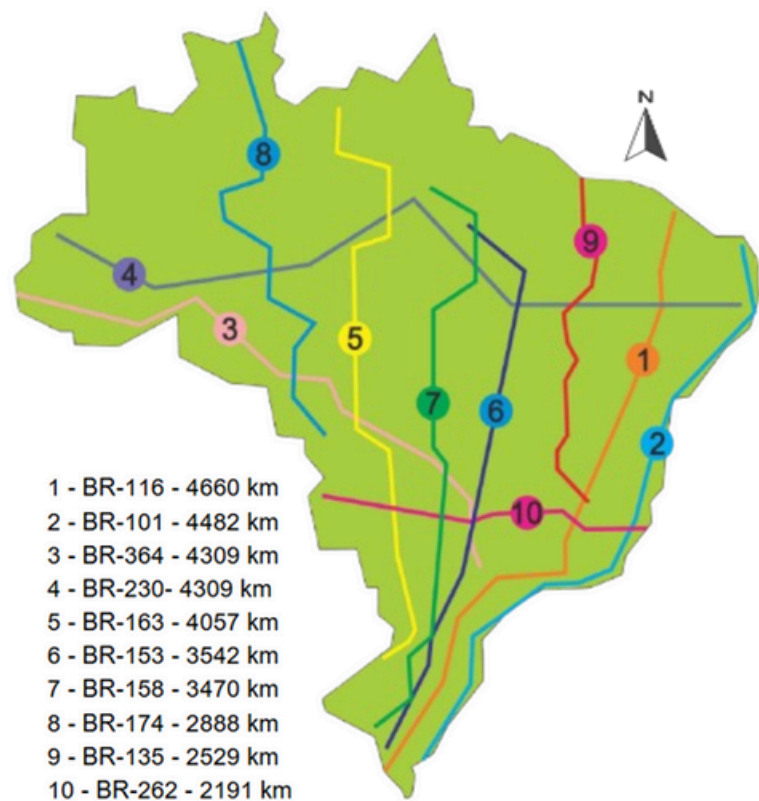 N
8
9
4
3
5
1
7
6
2
10
1 - BR-116 - 4660 km
2 - BR-101 - 4482 km
3 - BR-364 - 4309 km
4 - BR-230- 4309 km
5 - BR-163 - 4057 km
6 - BR-153 - 3542 km
7 - BR-158 - 3470 km
8 - BR-174 - 2888 km
9 - BR-135 - 2529 km
10 - BR-262 - 2191 km